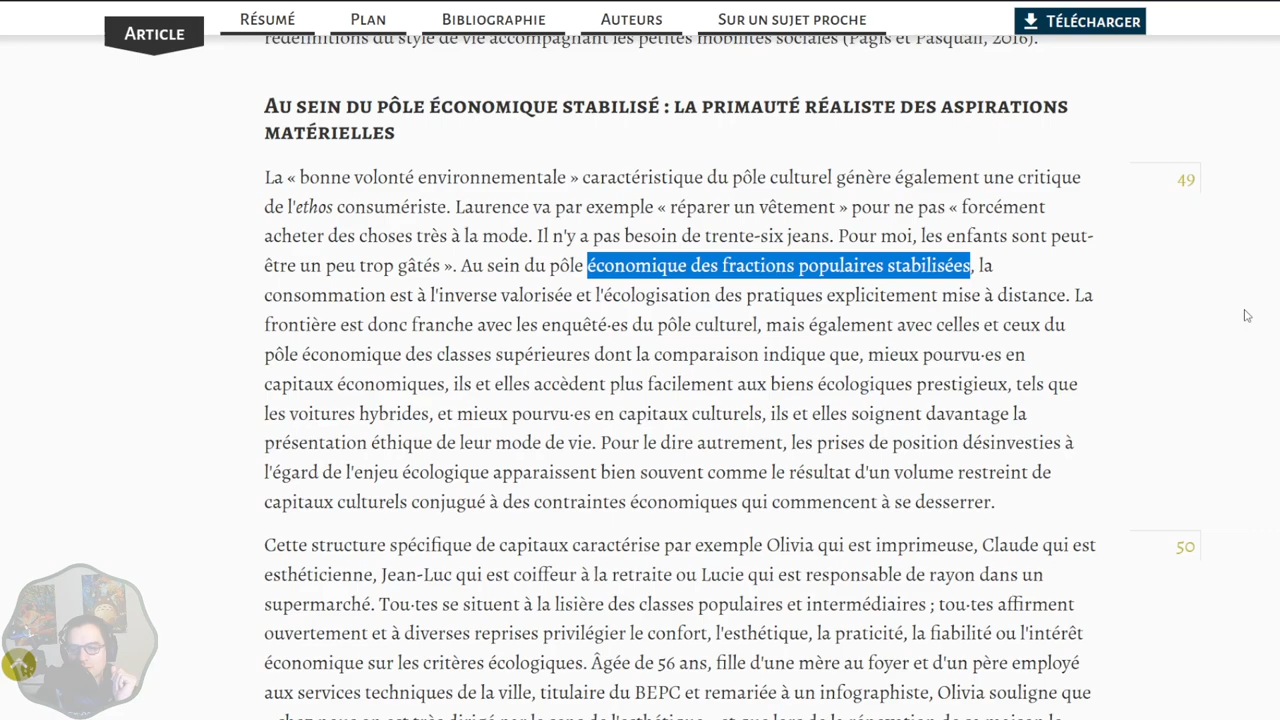 Article
Résumé
Plan
Bibliographie
Auteurs
Sur un sujet proche
Télécharger
redéfinitions du style de vie accompagnant les petites mobilités sociales (Pagis et Pasquali, 2016).
Au sein du pôle économique stabilisé : la primauté réaliste des aspirations
matérielles
La « bonne volonté environnementale » caractéristique du pôle culturel génère également une critique
de l'ethos consumériste. Laurence va par exemple « réparer un vêtement » pour ne pas « forcément
acheter des choses très à la mode. Il n'y a pas besoin de trente-six jeans. Pour moi, les enfants sont peut-
être un peu trop gâtés ». Au sein du pôle économique des fractions populaires stabilisées, la
consommation est à l'inverse valorisée et l'écologisation des pratiques explicitement mise à distance. La
frontière est donc franche avec les enquêté·es du pôle culturel, mais également avec celles et ceux du
pôle économique des classes supérieures dont la comparaison indique que, mieux pourvu·es en
capitaux économiques, ils et elles accèdent plus facilement aux biens écologiques prestigieux, tels que
les voitures hybrides, et mieux pourvu·es en capitaux culturels, ils et elles soignent davantage la
présentation éthique de leur mode de vie. Pour le dire autrement, les prises de position désinvesties à
l'égard de l'enjeu écologique apparaissent bien souvent comme le résultat d'un volume restreint de
capitaux culturels conjugué à des contraintes économiques qui commencent à se desserrer.
49
Cette structure spécifique de capitaux caractérise par exemple Olivia qui est imprimeuse, Claude qui est
esthéticienne, Jean-Luc qui est coiffeur à la retraite ou Lucie qui est responsable de rayon dans un
supermarché. Tou·tes se situent à la lisière des classes populaires et intermédiaires ; tou·tes affirment
ouvertement et à diverses reprises privilégier le confort, l'esthétique, la praticité, la fiabilité ou l'intérêt
économique sur les critères écologiques. Âgée de 56 ans, fille d'une mère au foyer et d'un père employé
aux services techniques de la ville, titulaire du BEPC et remariée à un infographiste, Olivia souligne que
50